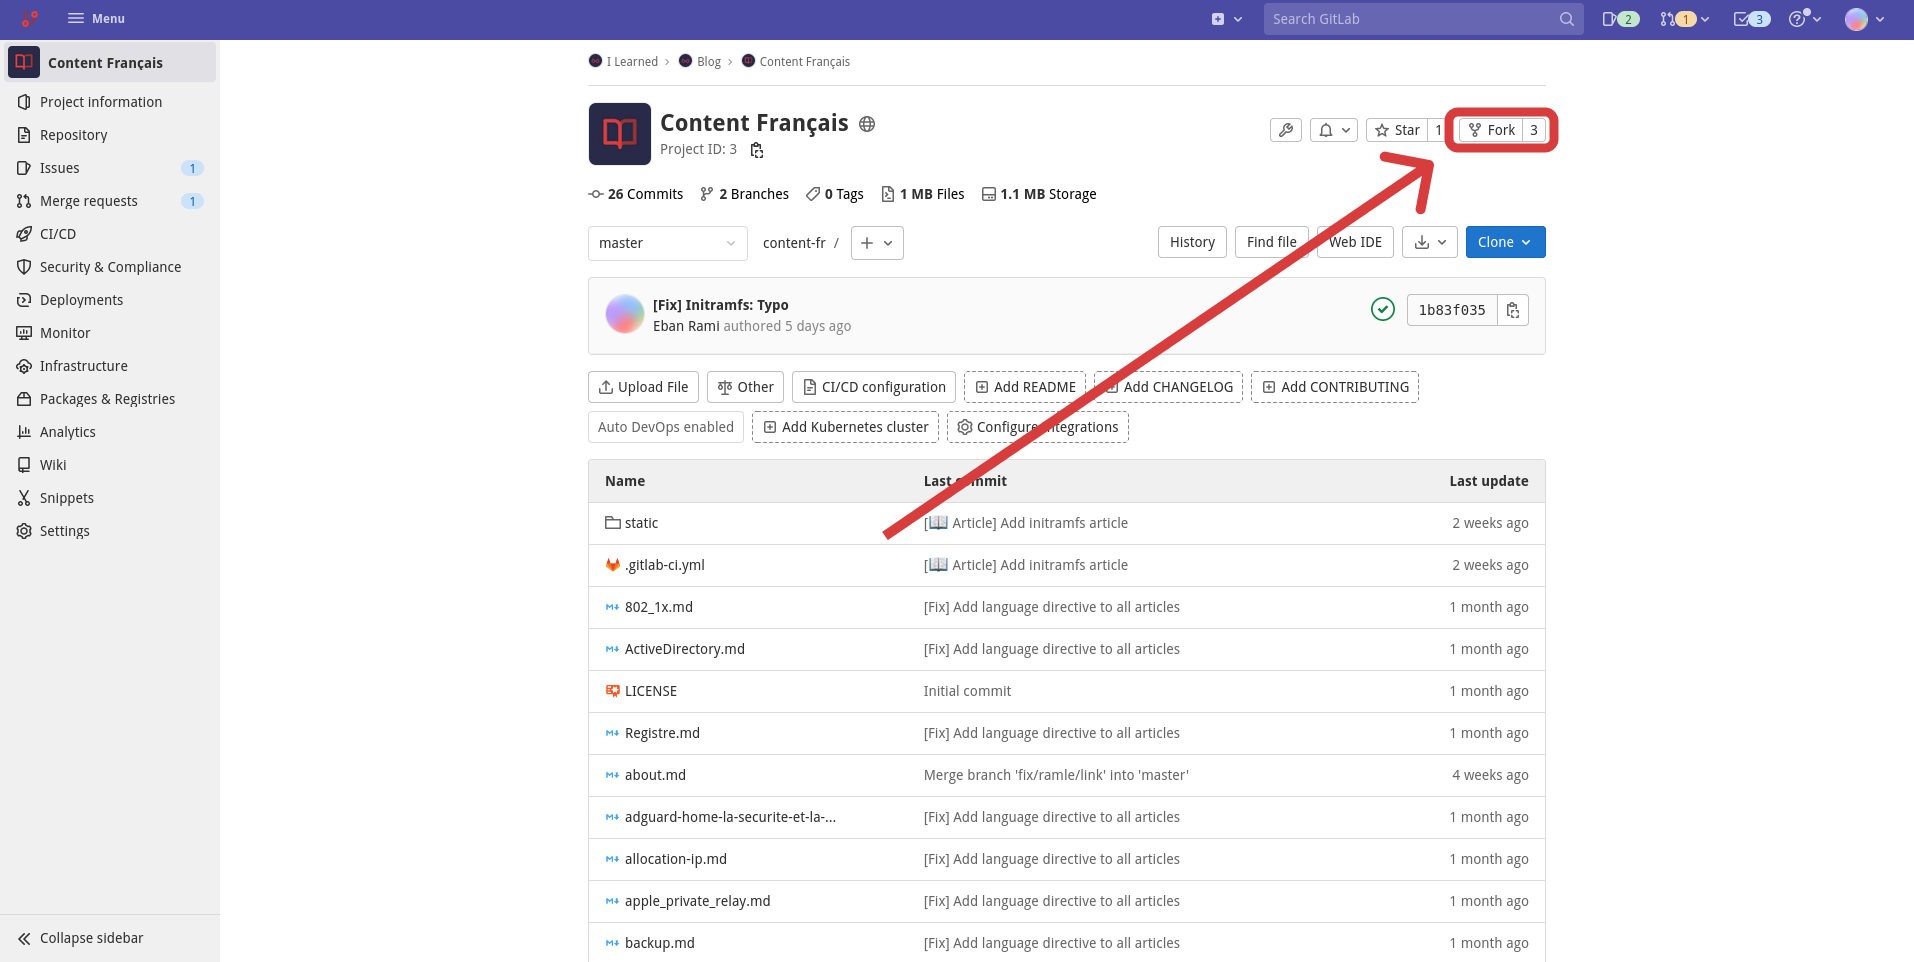 Menu
Search GitLab
2
1
3
Content Français
Project information
Repository
Issues 1
Merge requests 1
CI/CD
Security & Compliance
Deployments
Monitor
Infrastructure
Packages & Registries
Analytics
Wiki
Snippets
Settings
Collapse sidebar
I Learned › Blog › Content Français
Content Français
Project ID: 3
Star 1
Fork 3
26 Commits 2 Branches 0 Tags 1 MB Files 1.1 MB Storage
master
content-fr /
History
Find file
Web IDE
Clone
[Fix] Initramfs: Typo
Eban Rami authored 5 days ago
1b83f035
Upload File
Other
CI/CD configuration
Add README
Add CHANGELOG
Add CONTRIBUTING
Auto DevOps enabled
Add Kubernetes cluster
Configure integrations
Name Last commit Last update
static [📖 Article] Add initramfs article 2 weeks ago
.gitlab-ci.yml [📖 Article] Add initramfs article 2 weeks ago
802_1x.md [Fix] Add language directive to all articles 1 month ago
ActiveDirectory.md [Fix] Add language directive to all articles 1 month ago
LICENSE Initial commit 1 month ago
Registre.md [Fix] Add language directive to all articles 1 month ago
about.md Merge branch 'fix/ramle/link' into 'master' 4 weeks ago
adguard-home-la-securite-et-la-... [Fix] Add language directive to all articles 1 month ago
allocation-ip.md [Fix] Add language directive to all articles 1 month ago
apple_private_relay.md [Fix] Add language directive to all articles 1 month ago
backup.md [Fix] Add language directive to all articles 1 month ago